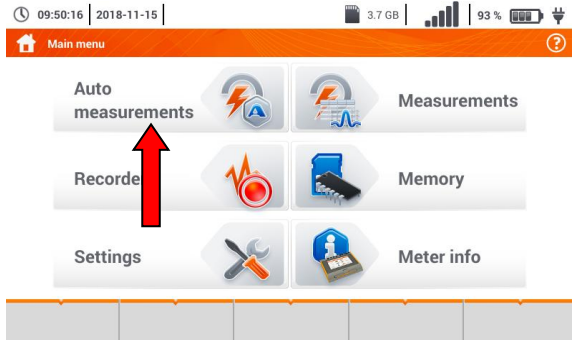 09:50:16 2018-11-15 3.7 GB 93 %
Main menu ?
Auto
measurements
A
Measurements
Memory
Settings
Meter info